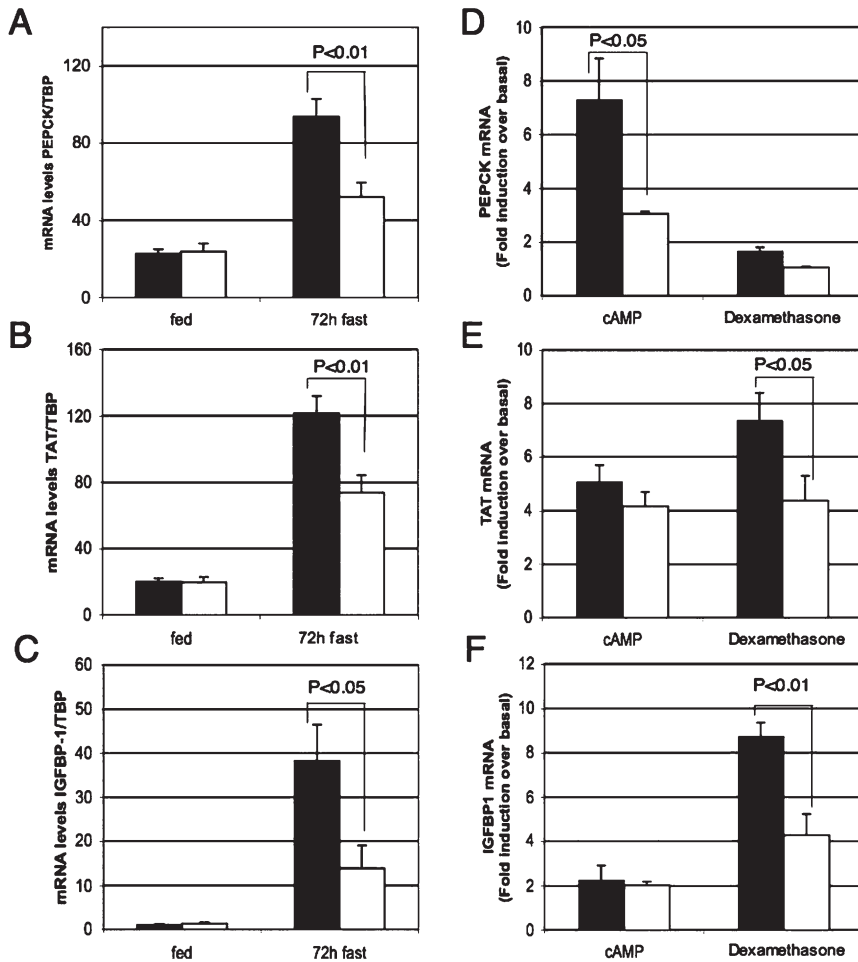 A
mRNA levels PEPCK/TBP
120
80
40
0
P<0.01
fed
72h fast
B
mRNA levels TAT/TBP
160
120
80
40
0
P<0.01
fed
72h fast
C
mRNA levels IGFBP-1/TBP
60
50
40
30
20
10
0
P<0.05
fed
72h fast
D
PEPCK mRNA
(Fold induction over basal)
10
8
6
4
2
0
P<0.05
cAMP
Dexamethasone
E
TAT mRNA
(Fold induction over basal)
10
8
6
4
2
0
P<0.05
cAMP
Dexamethasone
F
IGFBP1 mRNA
(Fold induction over basal)
12
10
8
6
4
2
0
P<0.01
cAMP
Dexamethasone